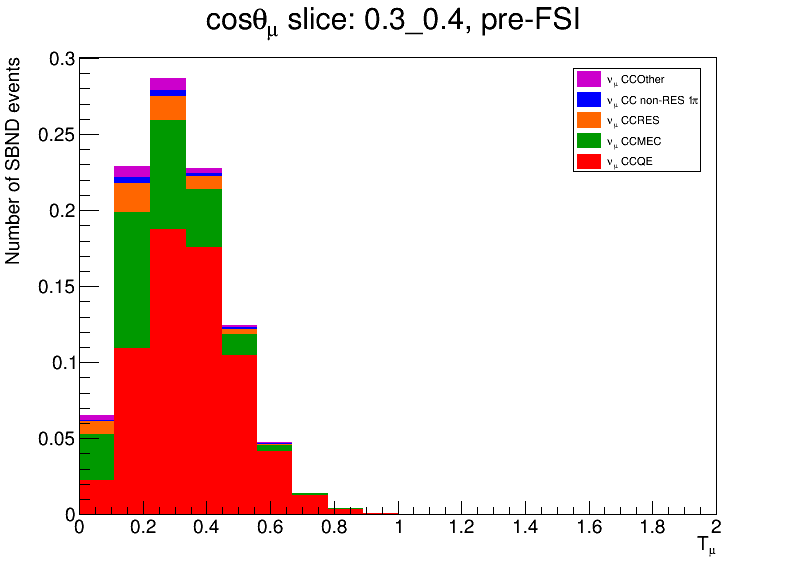 cosθμ slice: 0.3_0.4, pre-FSI
Number of SBND events
0.3
0.25
0.2
0.15
0.1
0.05
0
νμ CCOther
νμ CC non-RES 1π
νμ CCRES
νμ CCMEC
νμ CCQE
0 0.2 0.4 0.6 0.8 1 1.2 1.4 1.6 1.8 2
Tμ